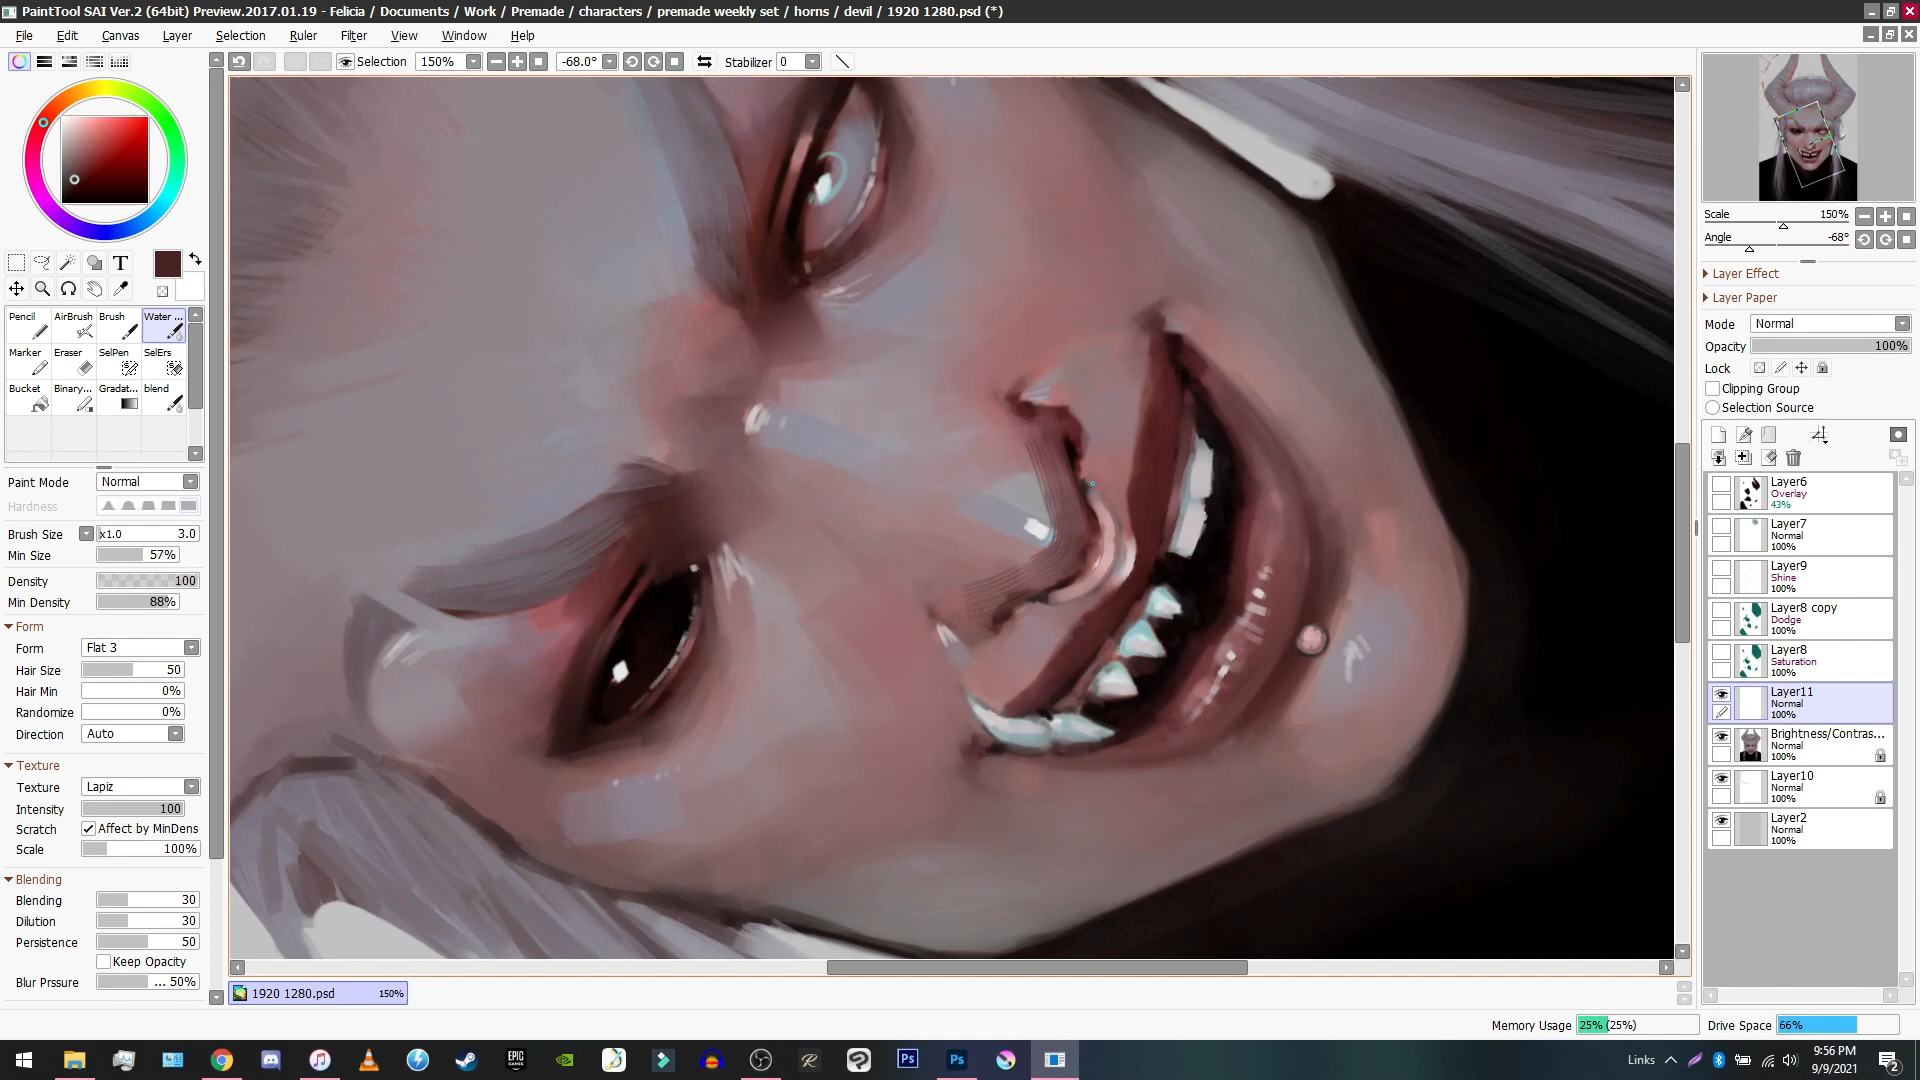 PaintTool SAI Ver.2 (64bit) Preview.2017.01.19 - Felicia / Documents / Work / Premade / characters / premade weekly set / horns / devil / 1920 1280.psd (*)
File Edit Canvas Layer Selection Ruler Filter View Window Help
Selection 150% -68.0° Stabilizer 0
T
Pencil AirBrush Brush Water ...
Marker Eraser SelPen SelErs
Bucket Binary... Gradat... blend
Paint Mode Normal
Hardness
Brush Size x1.0 3.0
Min Size 57%
Density 100
Min Density 88%
Form
Form Flat 3
Hair Size 50
Hair Min 0%
Randomize 0%
Direction Auto
Texture
Texture Lapiz
Intensity 100
Scratch Affect by MinDens
Scale 100%
Blending
Blending 30
Dilution 30
Persistence 50
Keep Opacity
Blur Prssure ... 50%
1920 1280.psd 150%
Scale 150%
Angle -68°
Layer Effect
Layer Paper
Mode Normal
Opacity 100%
Lock
Clipping Group
Selection Source
Layer6
Overlay
43%
Layer7
Normal
100%
Layer9
Shine
100%
Layer8 copy
Dodge
100%
Layer8
Saturation
100%
Layer11
Normal
100%
Brightness/Contras...
Normal
100%
Layer10
Normal
100%
Layer2
Normal
100%
Memory Usage 25% (25%) Drive Space 66%
EPIC
GAMES
Ps Ps
Links
9:56 PM
9/9/2021
2